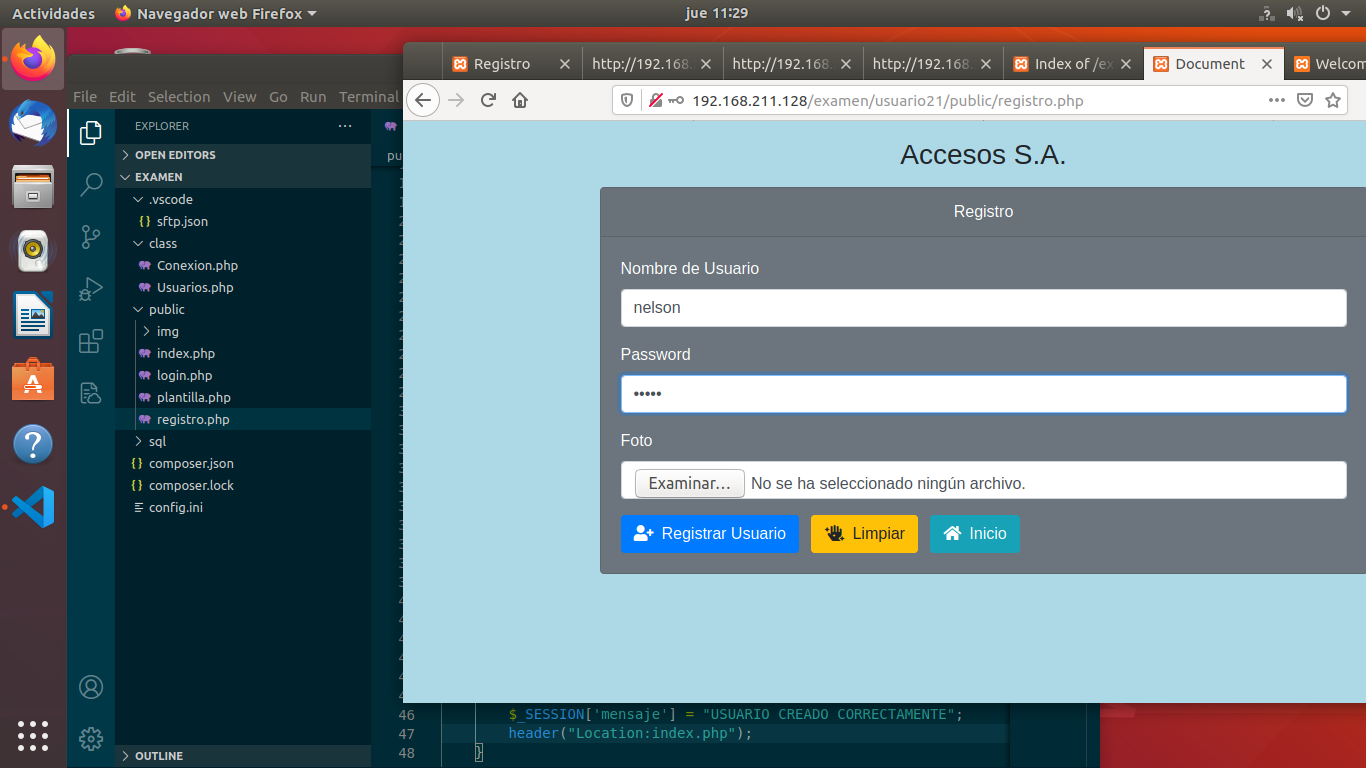 Actividades
Navegador web Firefox
jue 11:29
Registro
http://192.168.
http://192.168.
http://192.168.
Index of /ex
Document
Welcom
192.168.211.128/examen/usuario21/public/registro.php
File Edit Selection View Go Run Terminal
EXPLORER
OPEN EDITORS
EXAMEN
.vscode
sftp.json
class
Conexion.php
Usuarios.php
public
img
index.php
login.php
plantilla.php
registro.php
sql
composer.json
composer.lock
config.ini
OUTLINE
pu
Accesos S.A.
Registro
Nombre de Usuario
nelson
Password
•••••
Foto
Examinar... No se ha seleccionado ningún archivo.
Registrar Usuario
Limpiar
Inicio
46 $_SESSION['mensaje'] = "USUARIO CREADO CORRECTAMENTE";
47 header("Location:index.php");
48 }